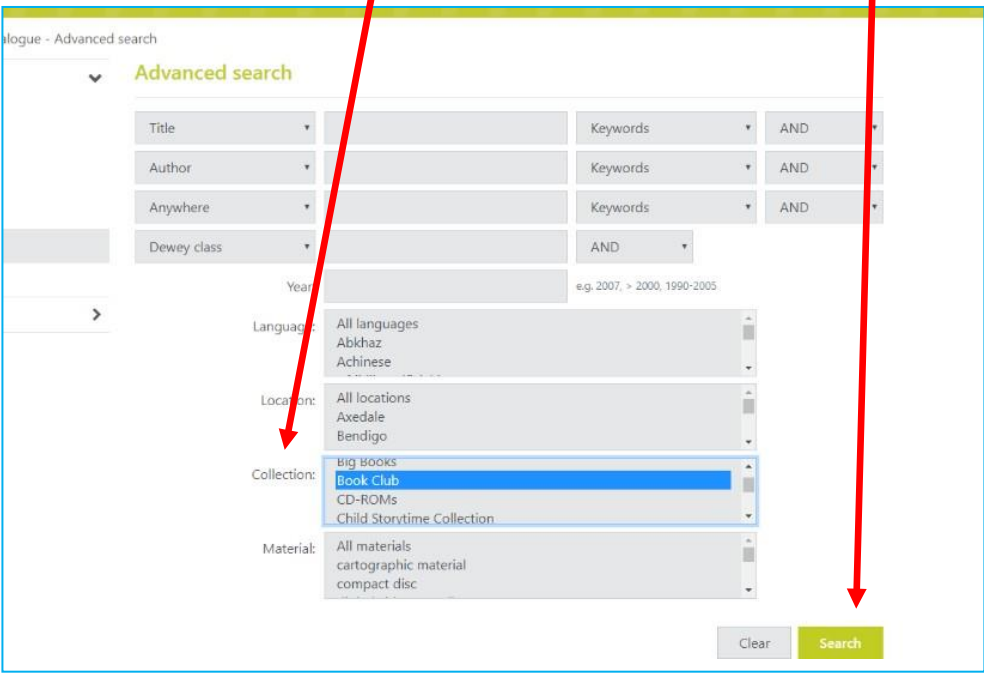 alogue - Advanced search
Advanced search
Title Keywords AND
Author Keywords AND
Anywhere Keywords AND
Dewey class AND
Year e.g. 2007, > 2000, 1990-2005
Language: All languages
Abkhaz
Achinese
Location: All locations
Axedale
Bendigo
Big Books
Collection: Book Club
CD-ROMs
Child Storytime Collection
Material: All materials
cartographic material
compact disc
Clear Search